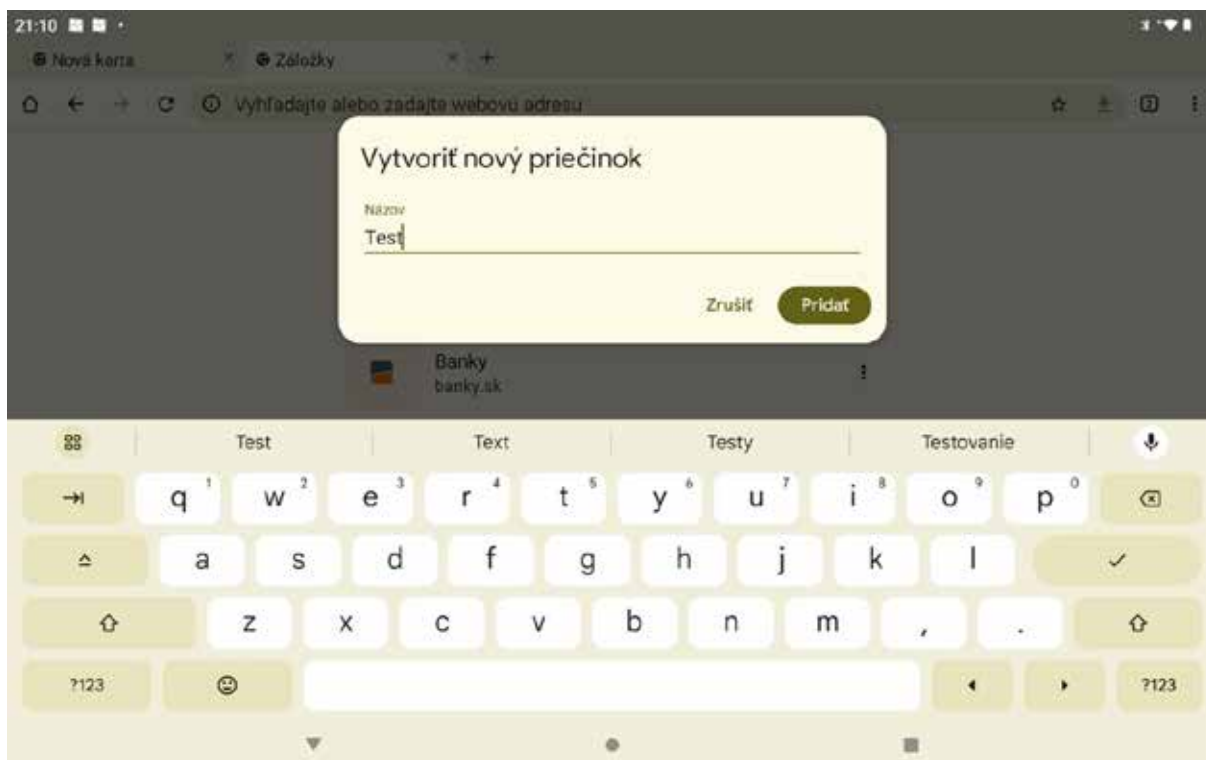 21:10
Nová karta
Záložky
Vyhľadajte alebo zadajte webovú adresu
Vytvoriť nový priečinok
Názov
Test
Zrušiť
Pridať
Banky
banky.sk
Test Text Testy Testovanie
q 1 w 2 e 3 r 4 t 5 y 6 u 7 i 8 o 9 p 0
a s d f g h j k l
z x c v b n m , .
?123 ?123